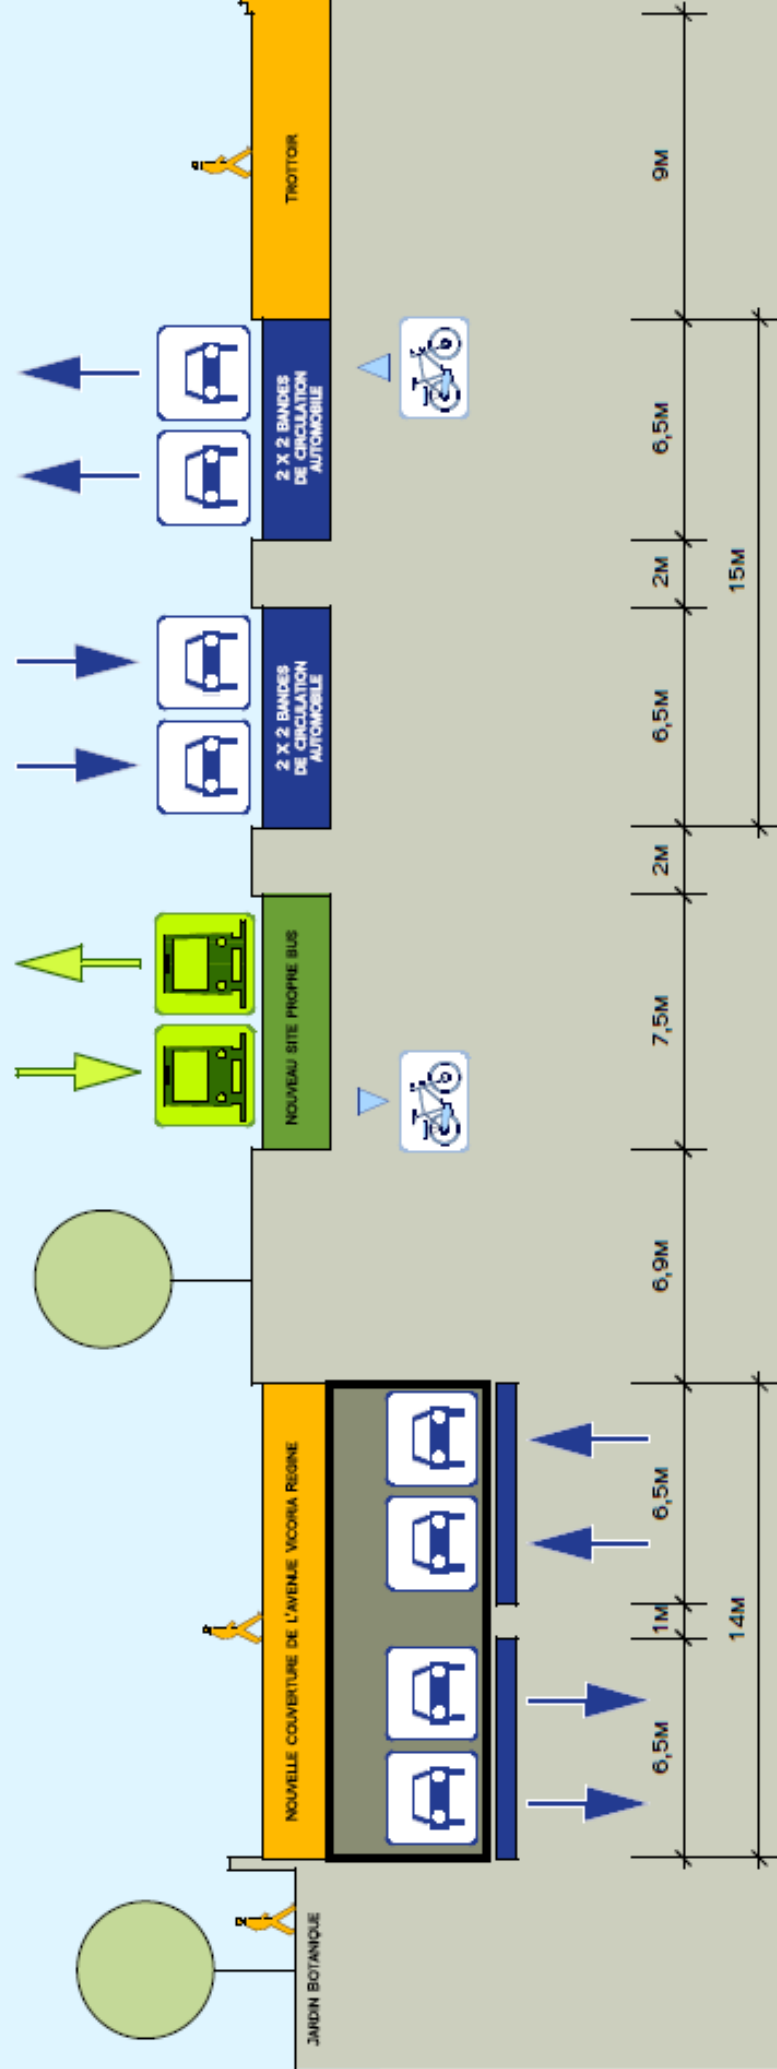 JARDIN BOTANIQUE
NOUVELLE COUVERTURE DE L'AVENUE VICORIA REGINE
NOUVEAU SITE PROPRE BUS
2 X 2 BANDES
DE CIRCULATION
AUTOMOBILE
2 X 2 BANDES
DE CIRCULATION
AUTOMOBILE
TROTTOIR
6,5M
1M
6,5M
6,9M
7,5M
2M
6,5M
2M
6,5M
9M
14M
15M